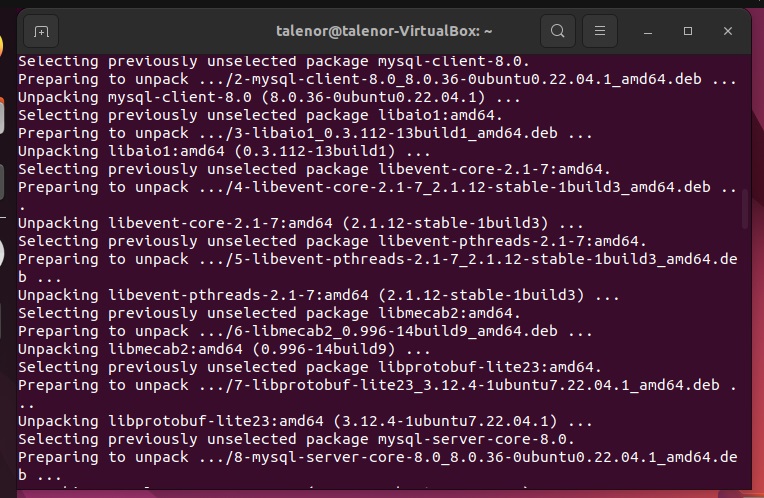 talenor@talenor-VirtualBox: ~
Selecting previously unselected package mysql-client-8.0.
Preparing to unpack .../2-mysql-client-8.0_8.0.36-0ubuntu0.22.04.1_amd64.deb ...
Unpacking mysql-client-8.0 (8.0.36-0ubuntu0.22.04.1) ...
Selecting previously unselected package libaio1:amd64.
Preparing to unpack .../3-libaio1_0.3.112-13build1_amd64.deb ...
Unpacking libaio1:amd64 (0.3.112-13build1) ...
Selecting previously unselected package libevent-core-2.1-7:amd64.
Preparing to unpack .../4-libevent-core-2.1-7_2.1.12-stable-1build3_amd64.deb ..
.
Unpacking libevent-core-2.1-7:amd64 (2.1.12-stable-1build3) ...
Selecting previously unselected package libevent-pthreads-2.1-7:amd64.
Preparing to unpack .../5-libevent-pthreads-2.1-7_2.1.12-stable-1build3_amd64.de
b ...
Unpacking libevent-pthreads-2.1-7:amd64 (2.1.12-stable-1build3) ...
Selecting previously unselected package libmecab2:amd64.
Preparing to unpack .../6-libmecab2_0.996-14build9_amd64.deb ...
Unpacking libmecab2:amd64 (0.996-14build9) ...
Selecting previously unselected package libprotobuf-lite23:amd64.
Preparing to unpack .../7-libprotobuf-lite23_3.12.4-1ubuntu7.22.04.1_amd64.deb .
..
Unpacking libprotobuf-lite23:amd64 (3.12.4-1ubuntu7.22.04.1) ...
Selecting previously unselected package mysql-server-core-8.0.
Preparing to unpack .../8-mysql-server-core-8.0_8.0.36-0ubuntu0.22.04.1_amd64.de
b ...